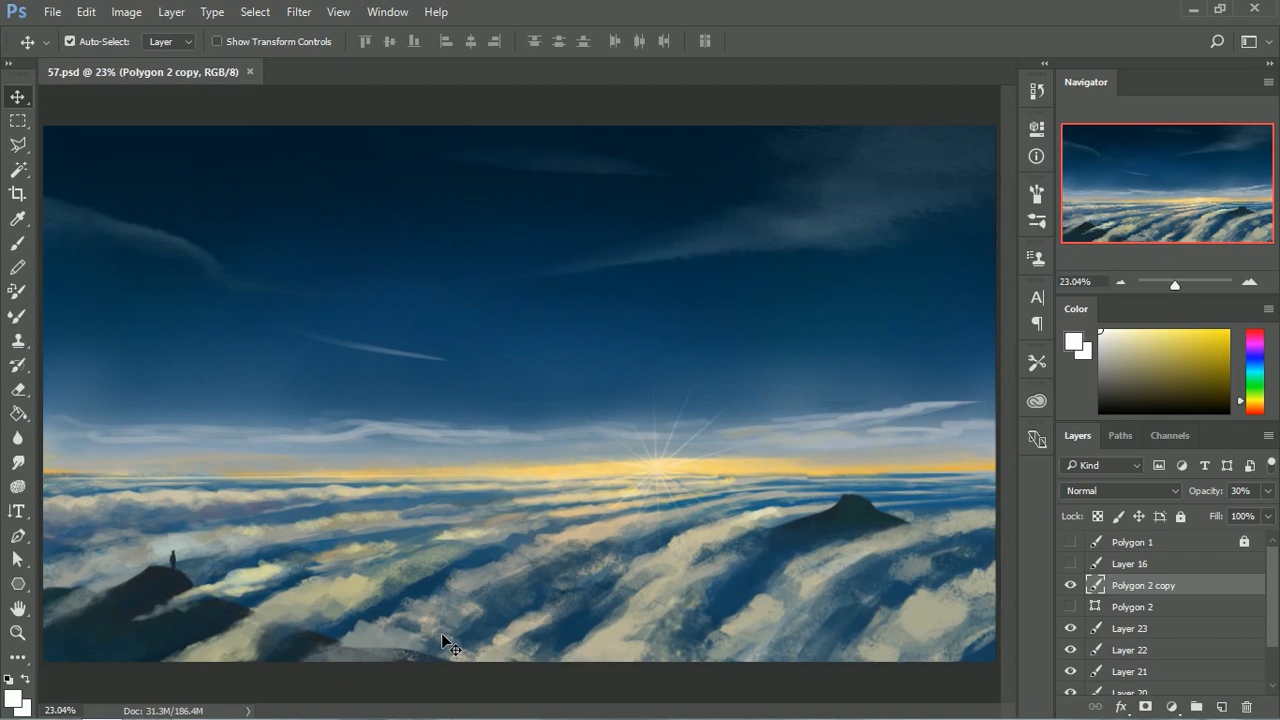 Ps File Edit Image Layer Type Select Filter View Window Help
Auto-Select: Layer Show Transform Controls
57.psd @ 23% (Polygon 2 copy, RGB/8) ×
Navigator
23.04%
Color
Layers Paths Channels
Kind
Normal Opacity: 30%
Lock: Fill: 100%
Polygon 1
Layer 16
Polygon 2 copy
Polygon 2
Layer 23
Layer 22
Layer 21
Layer 20
23.04% Doc: 31.3M/186.4M